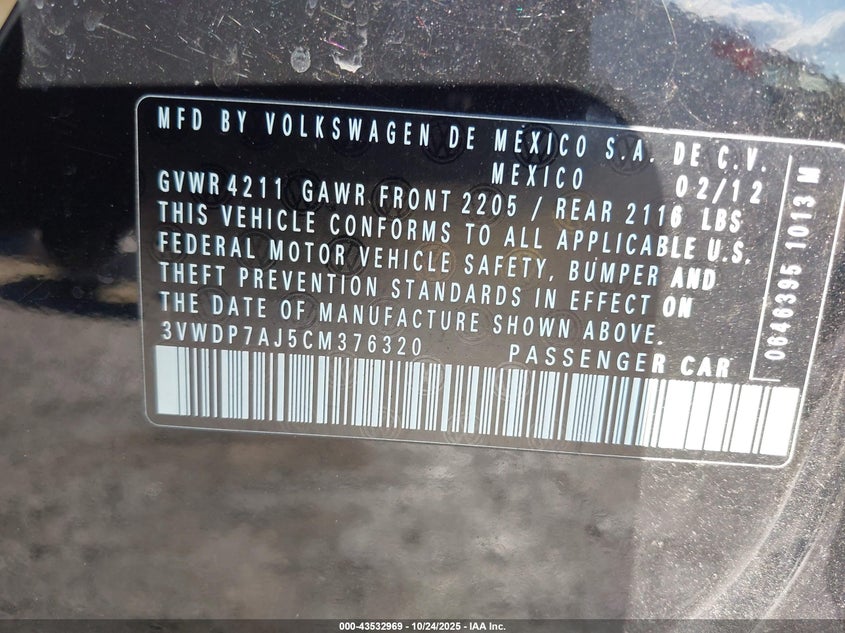 MFD BY VOLKSWAGEN DE MEXICO S.A. DE C.V.
MEXICO 02/12
GVWR 4211 GAWR FRONT 2205 / REAR 2116 LBS
THIS VEHICLE CONFORMS TO ALL APPLICABLE U.S.
FEDERAL MOTOR VEHICLE SAFETY, BUMPER AND
THEFT PREVENTION STANDARDS IN EFFECT ON
THE DATE OF MANUFACTURE SHOWN ABOVE.
3VWDP7AJ5CM376320 PASSENGER CAR
0646395 1013 M
000-43532969 - 10/24/2025 - IAA Inc.